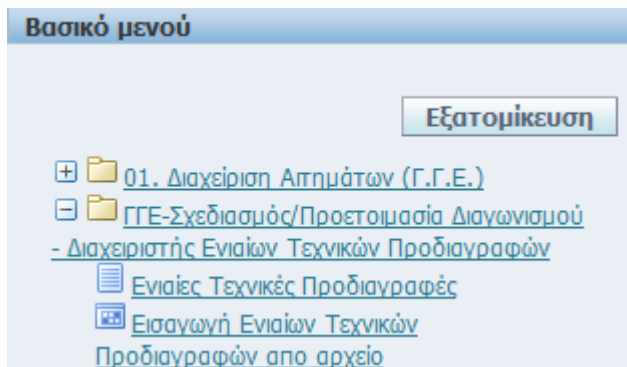 Βασικό μενού
Εξατομίκευση
01. Διαχείριση Αιτημάτων (Γ.Γ.Ε.)
ΓΓΕ-Σχεδιασμός/Προετοιμασία Διαγωνισμού
- Διαχειριστής Ενιαίων Τεχνικών Προδιαγραφών
Ενιαίες Τεχνικές Προδιαγραφές
Εισαγωγή Ενιαίων Τεχνικών
Προδιαγραφών απο αρχείο